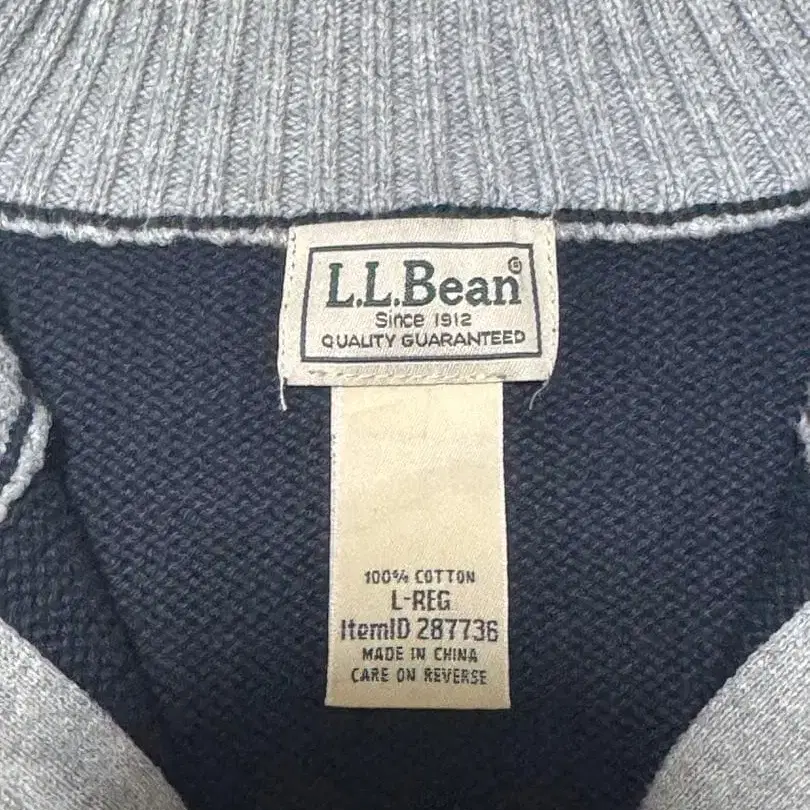 L.L.Bean®
Since 1912
QUALITY GUARANTEED
100% COTTON
L-REG
ItemID 287736
MADE IN CHINA
CARE ON REVERSE